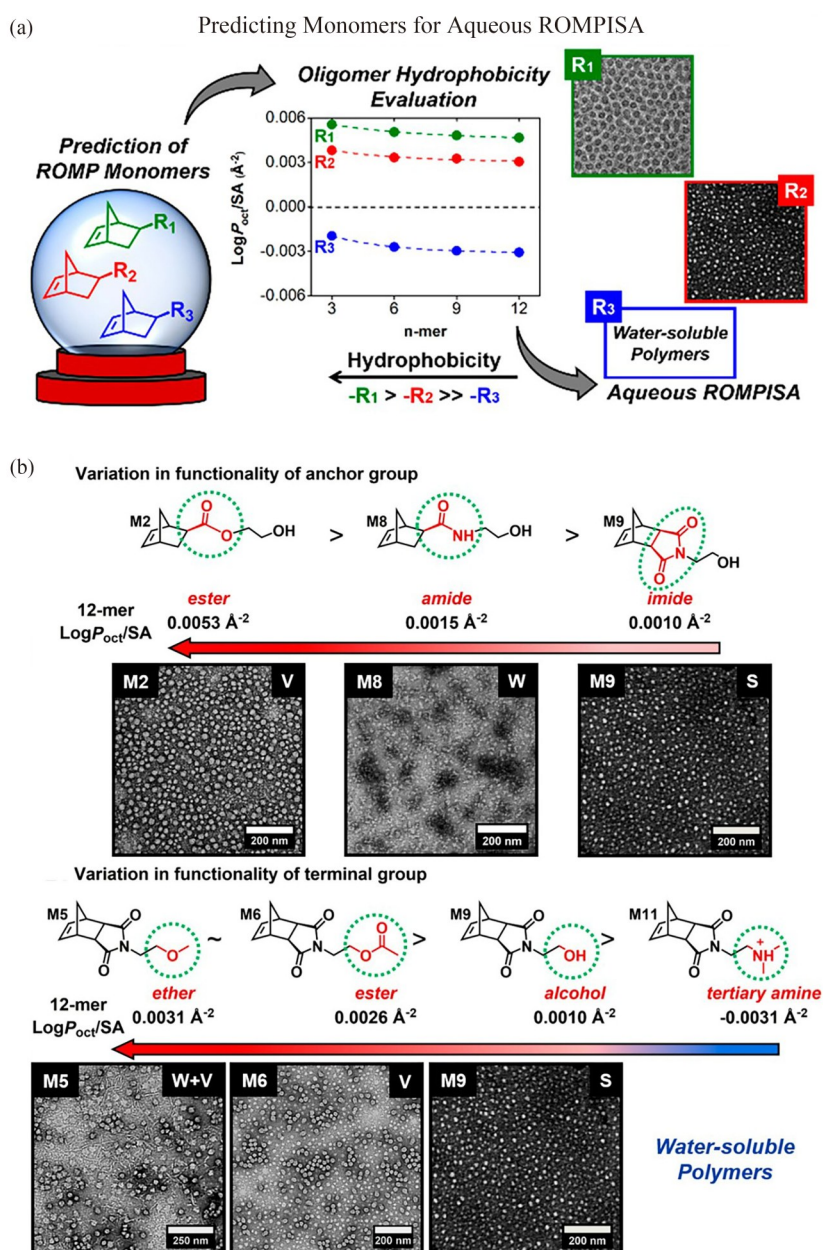 (a)
Predicting Monomers for Aqueous ROMPISA
Oligomer Hydrophobicity
Evaluation
Prediction of
ROMP Monomers
R1
R2
R3
LogPoct/SA (Å-2)
0.006
0.003
0.000
-0.003
-0.006
R1
R2
R3
3
6
9
12
n-mer
Hydrophobicity
-R1 > -R2 >> -R3
R1
R2
R3
Water-soluble
Polymers
Aqueous ROMPISA
(b)
Variation in functionality of anchor group
M2
O
O
OH
>
M8
O
NH
OH
>
M9
O
N
O
OH
ester
amide
imide
12-mer
LogPoct/SA
0.0053 Å-2
0.0015 Å-2
0.0010 Å-2
M2
V
200 nm
M8
W
200 nm
M9
S
200 nm
Variation in functionality of terminal group
M5
O
N
O
O
~
M6
O
N
O
O
O
>
M9
O
N
O
OH
>
M11
O
N
O
+
NH
ether
ester
alcohol
tertiary amine
12-mer
LogPoct/SA
0.0031 Å-2
0.0026 Å-2
0.0010 Å-2
-0.0031 Å-2
M5
W+V
250 nm
M6
V
200 nm
M9
S
200 nm
Water-soluble
Polymers